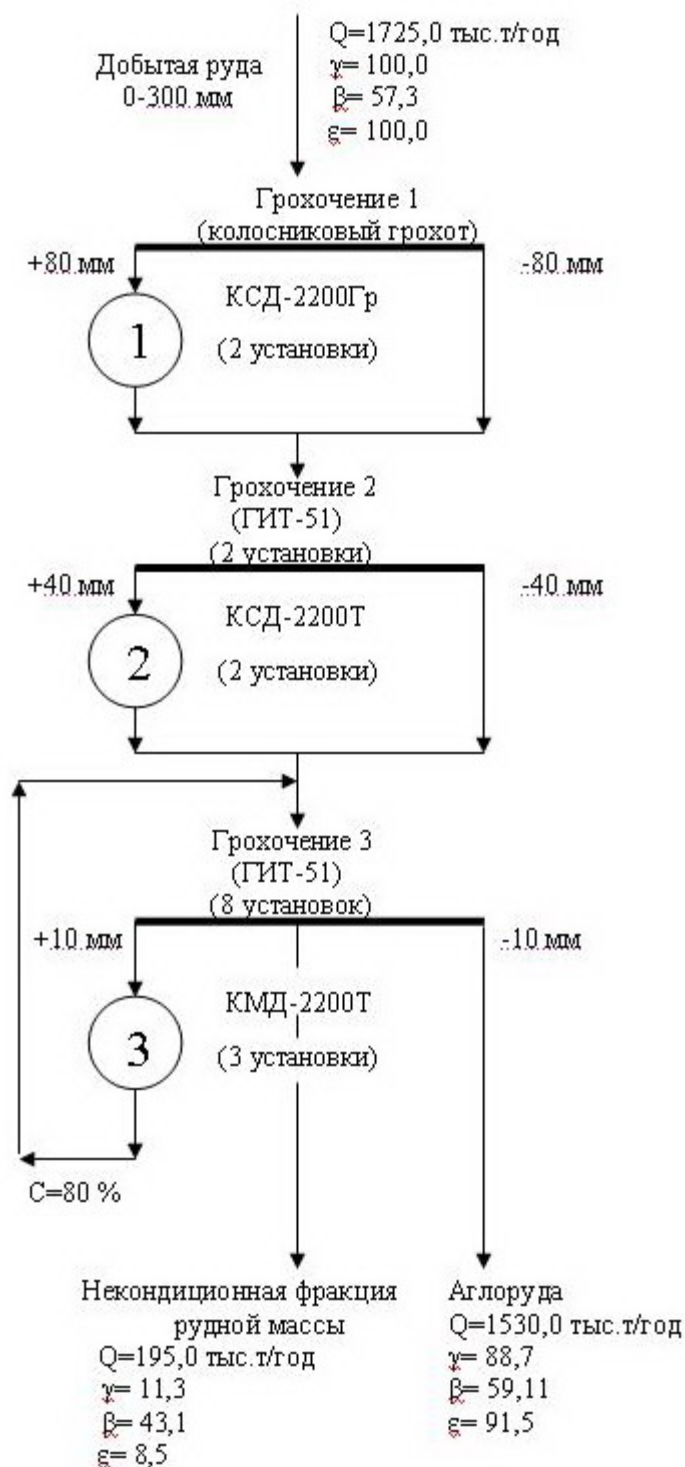 Добытая руда
0-300 мм
Q=1725,0 тыс.т/год
γ= 100,0
β= 57,3
ε= 100,0
Грохочение 1
(колосниковый грохот)
+80 мм
-80 мм
КСД-2200Гр
1
(2 установки)
Грохочение 2
(ГИТ-51)
(2 установки)
+40 мм
-40 мм
КСД-2200Т
2
(2 установки)
Грохочение 3
(ГИТ-51)
(8 установок)
+10 мм
-10 мм
КМД-2200Т
3
(3 установки)
С=80 %
Некондиционная фракция
рудной массы
Q=195,0 тыс.т/год
γ= 11,3
β= 43,1
ε= 8,5
Аглоруда
Q=1530,0 тыс.т/год
γ= 88,7
β= 59,11
ε= 91,5